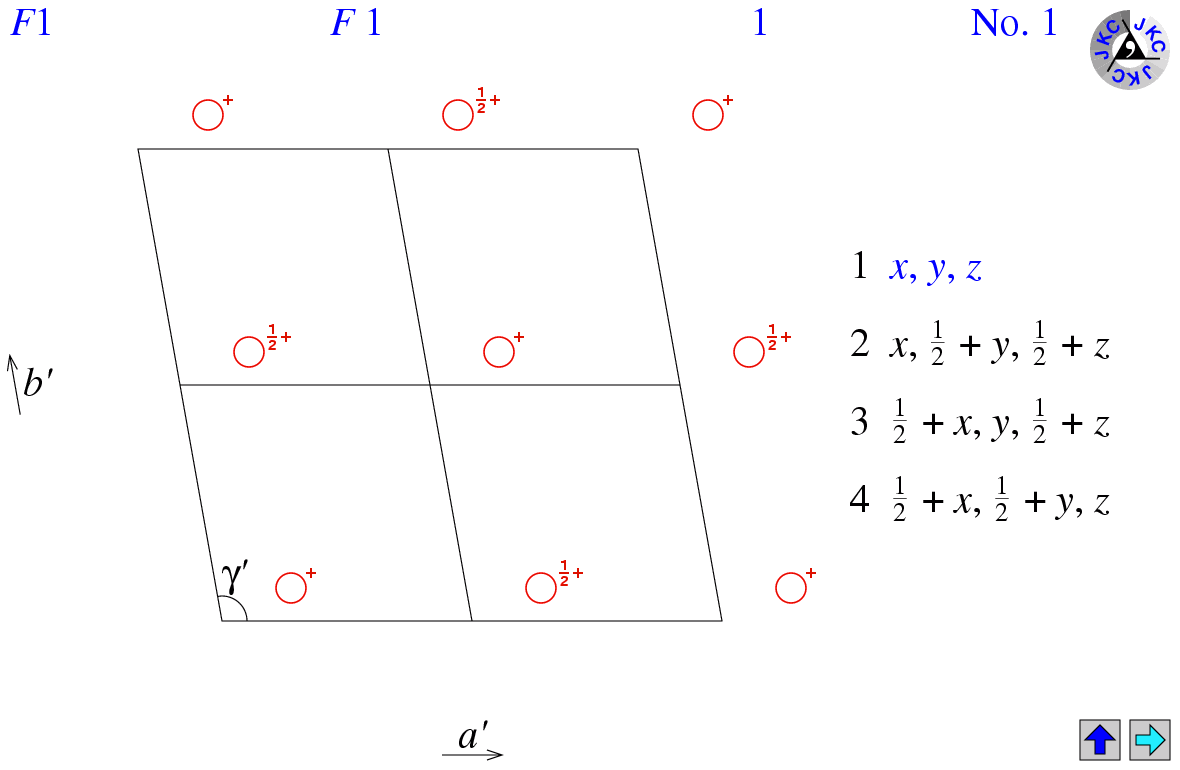 F1 F 1 1 No. 1
JKC JKC JKC
,
+ 1/2+ +
1 x, y, z
1/2+ + 1/2+
2 x, 1/2 + y, 1/2 + z
b′
3 1/2 + x, y, 1/2 + z
4 1/2 + x, 1/2 + y, z
γ′
+ 1/2+ +
a′